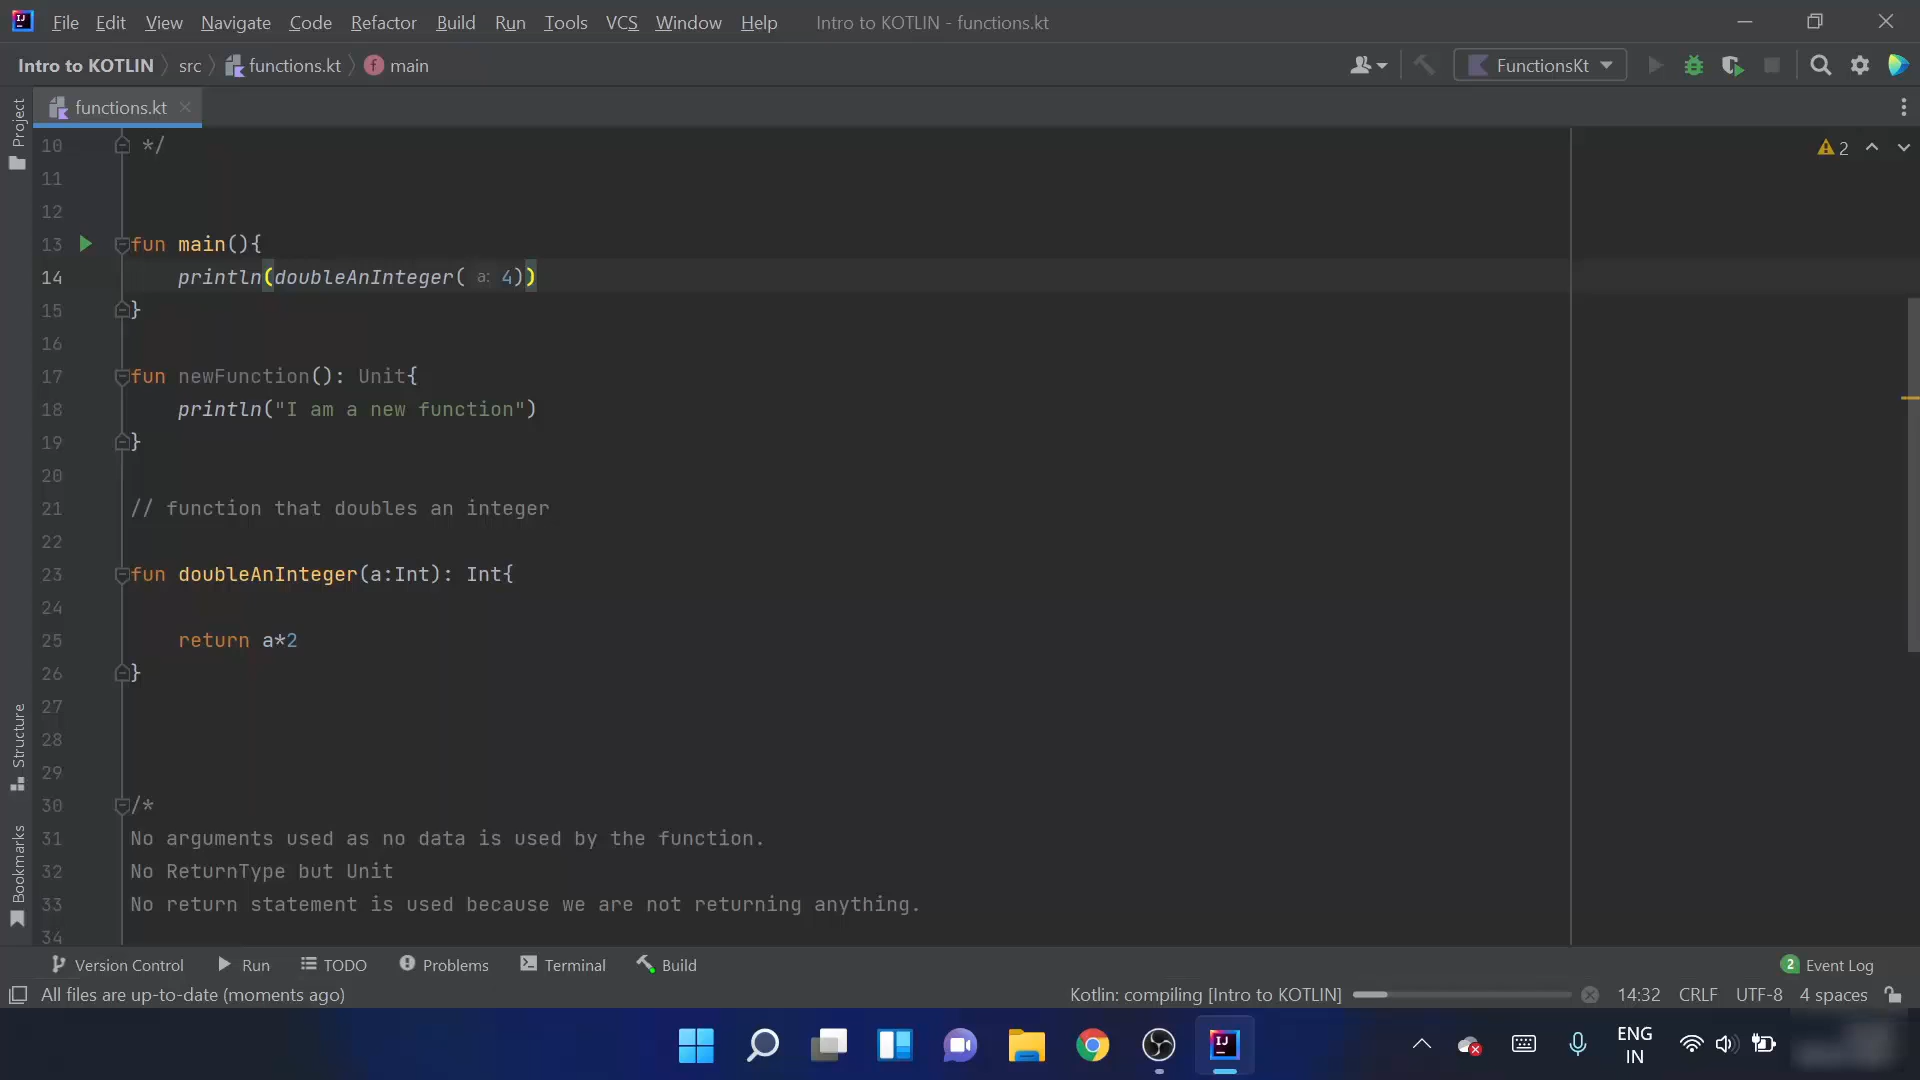 File Edit View Navigate Code Refactor Build Run Tools VCS Window Help Intro to KOTLIN - functions.kt
Intro to KOTLIN src functions.kt f main FunctionsKt
functions.kt
Project
Structure
Bookmarks
2
10 */
11
12
13 fun main(){
14 println(doubleAnInteger( a: 4))
15 }
16
17 fun newFunction(): Unit{
18 println("I am a new function")
19 }
20
21 // function that doubles an integer
22
23 fun doubleAnInteger(a:Int): Int{
24
25 return a*2
26 }
27
28
29
30 /*
31 No arguments used as no data is used by the function.
32 No ReturnType but Unit
33 No return statement is used because we are not returning anything.
34
Version Control Run TODO Problems Terminal Build 2 Event Log
All files are up-to-date (moments ago) Kotlin: compiling [Intro to KOTLIN] 14:32 CRLF UTF-8 4 spaces
ENG
IN